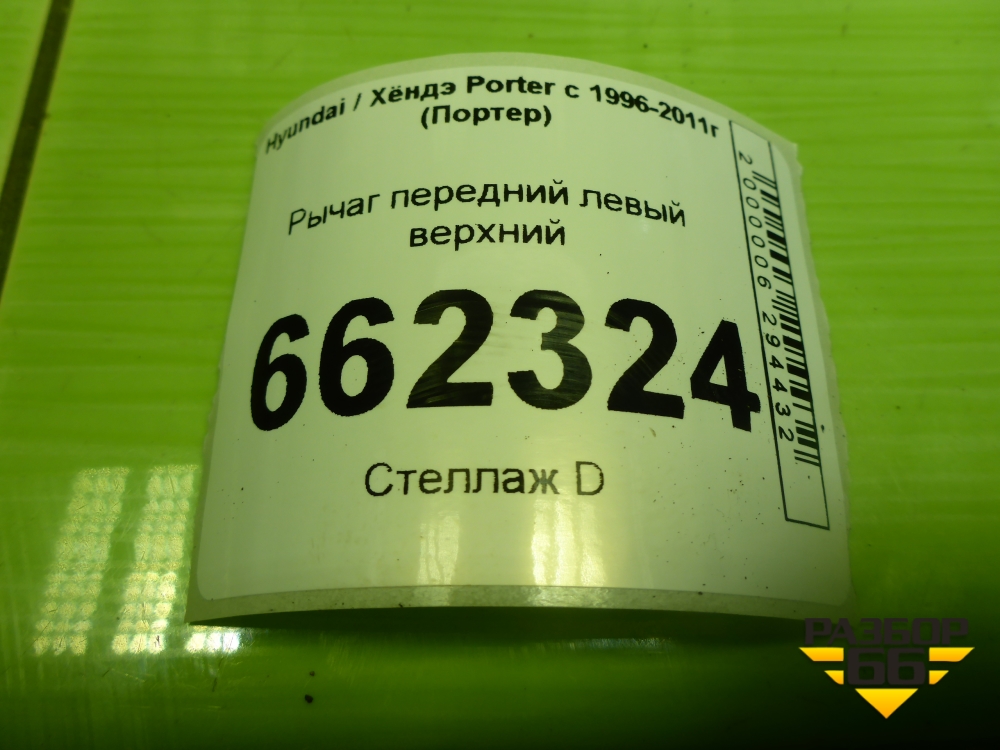 Hyundai / Хёндэ Porter с 1996-2011г
(Портер)
Рычаг передний левый
верхний
662324
Стеллаж D
2000006294432
РАЗБОР
66